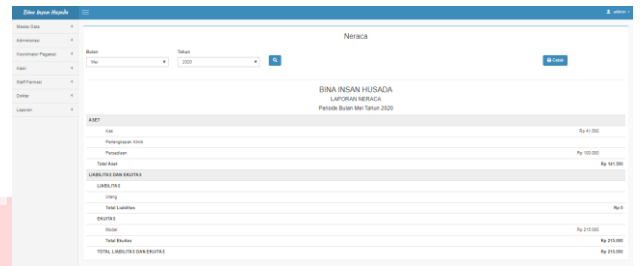 Bina Insan Husada
admin
Master Data
Administrasi
Koordinator Pegawai
Kasir
Staff Farmasi
Dokter
Laporan
Neraca
Bulan
Tahun
Mei
2020
Cetak
BINA INSAN HUSADA
LAPORAN NERACA
Periode Bulan Mei Tahun 2020
ASET
Kas Rp 41.000
Perlengkapan Klinik
Persediaan Rp 100.000
Total Aset Rp 141.000
LIABILITAS DAN EKUITAS
LIABILITAS
Utang
Total Liabilitas Rp 0
EKUITAS
Modal Rp 215.000
Total Ekuitas Rp 215.000
TOTAL LIABILITAS DAN EKUITAS Rp 215.000